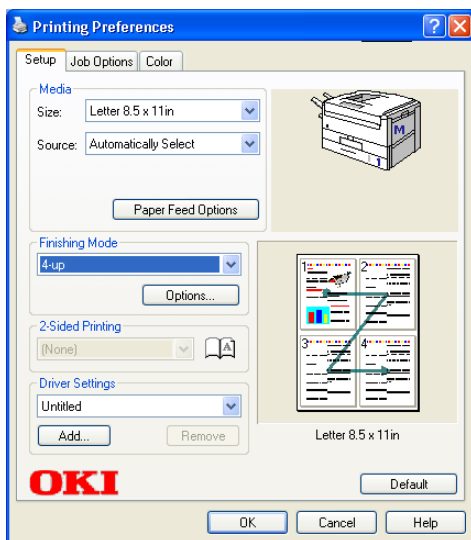 Printing Preferences
Setup Job Options Color
Media
Size: Letter 8.5 x 11in
Source: Automatically Select
M
1
Paper Feed Options
Finishing Mode
4-up
Options...
1 2
3 4
2-Sided Printing
(None)
A
Driver Settings
Untitled
Add... Remove
Letter 8.5 x 11in
OKI
Default
OK Cancel Help